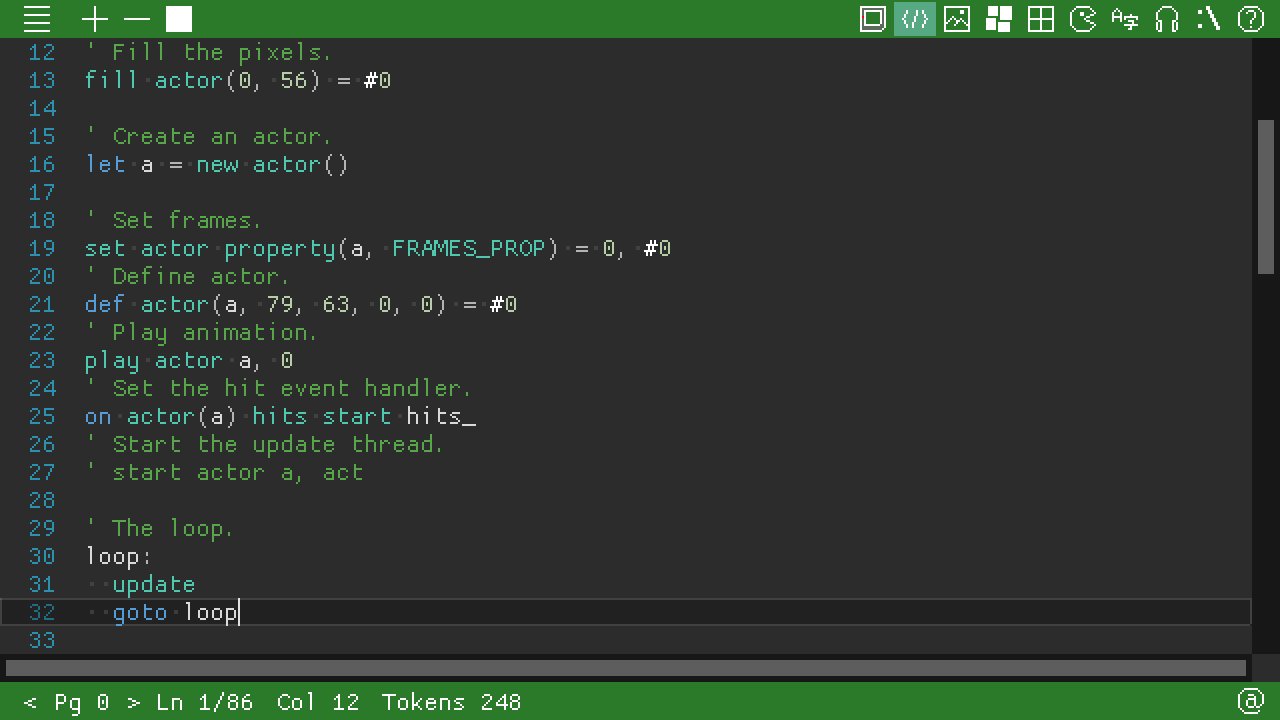 12 ' Fill the pixels.
13 fill actor(0, 56) = #0
14
15 ' Create an actor.
16 let a = new actor()
17
18 ' Set frames.
19 set actor property(a, FRAMES_PROP) = 0, #0
20 ' Define actor.
21 def actor(a, 79, 63, 0, 0) = #0
22 ' Play animation.
23 play actor a, 0
24 ' Set the hit event handler.
25 on actor(a) hits start hits_
26 ' Start the update thread.
27 ' start actor a, act
28
29 ' The loop.
30 loop:
31   update
32   goto loop
33
< Pg 0 > Ln 1/86 Col 12 Tokens 248 @